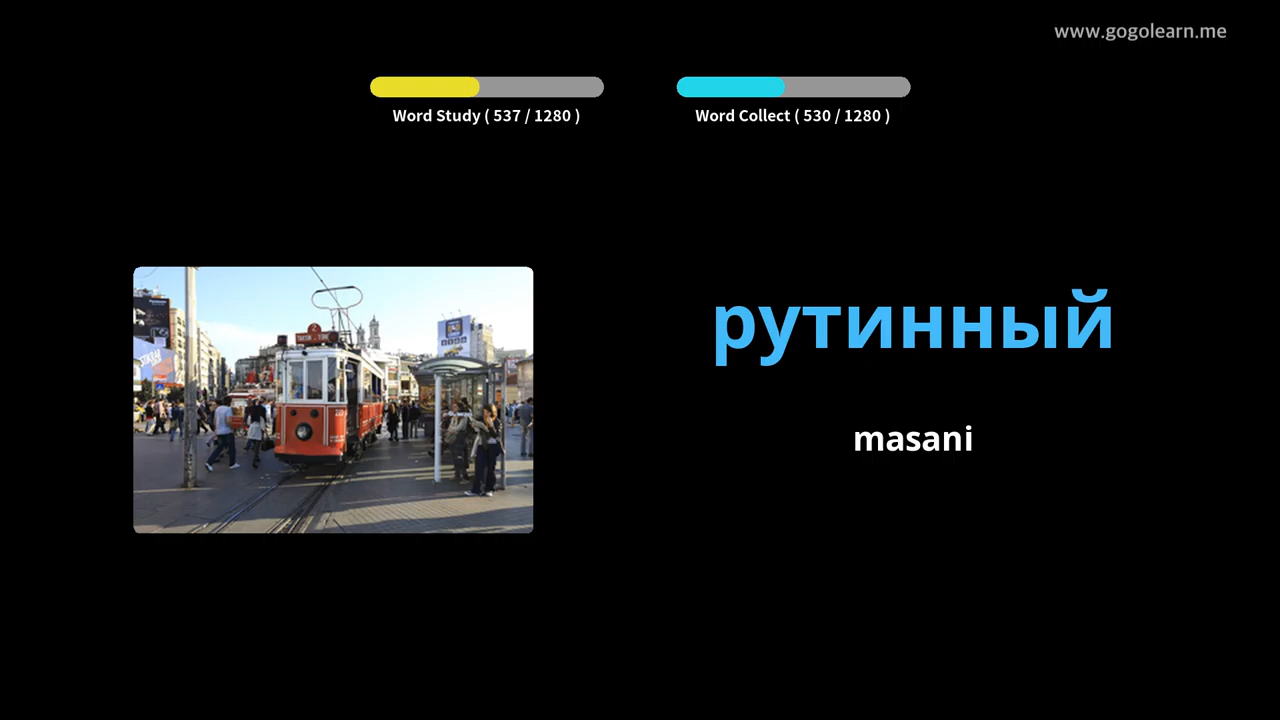 www.gogolearn.me
Word Study ( 537 / 1280 )
Word Collect ( 530 / 1280 )
рутинный
masani